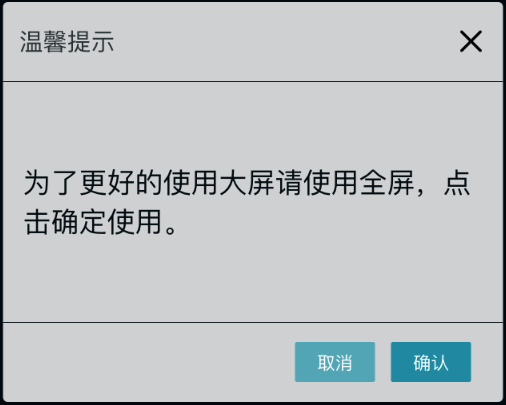 温馨提示
为了更好的使用大屏请使用全屏，点
击确定使用。
取消
确认